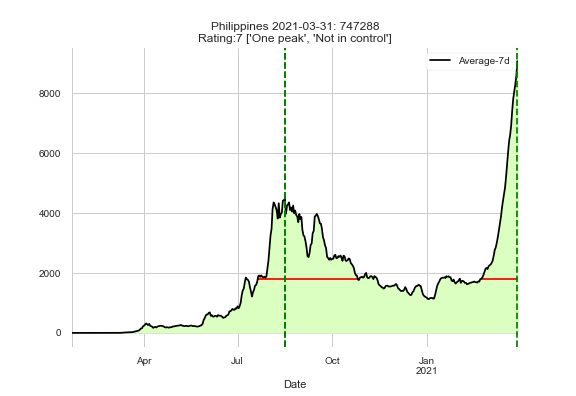 Philippines 2021-03-31: 747288
Rating:7 ['One peak', 'Not in control']
Average-7d
8000
6000
4000
2000
0
Apr
Jul
Oct
Jan
2021
Date